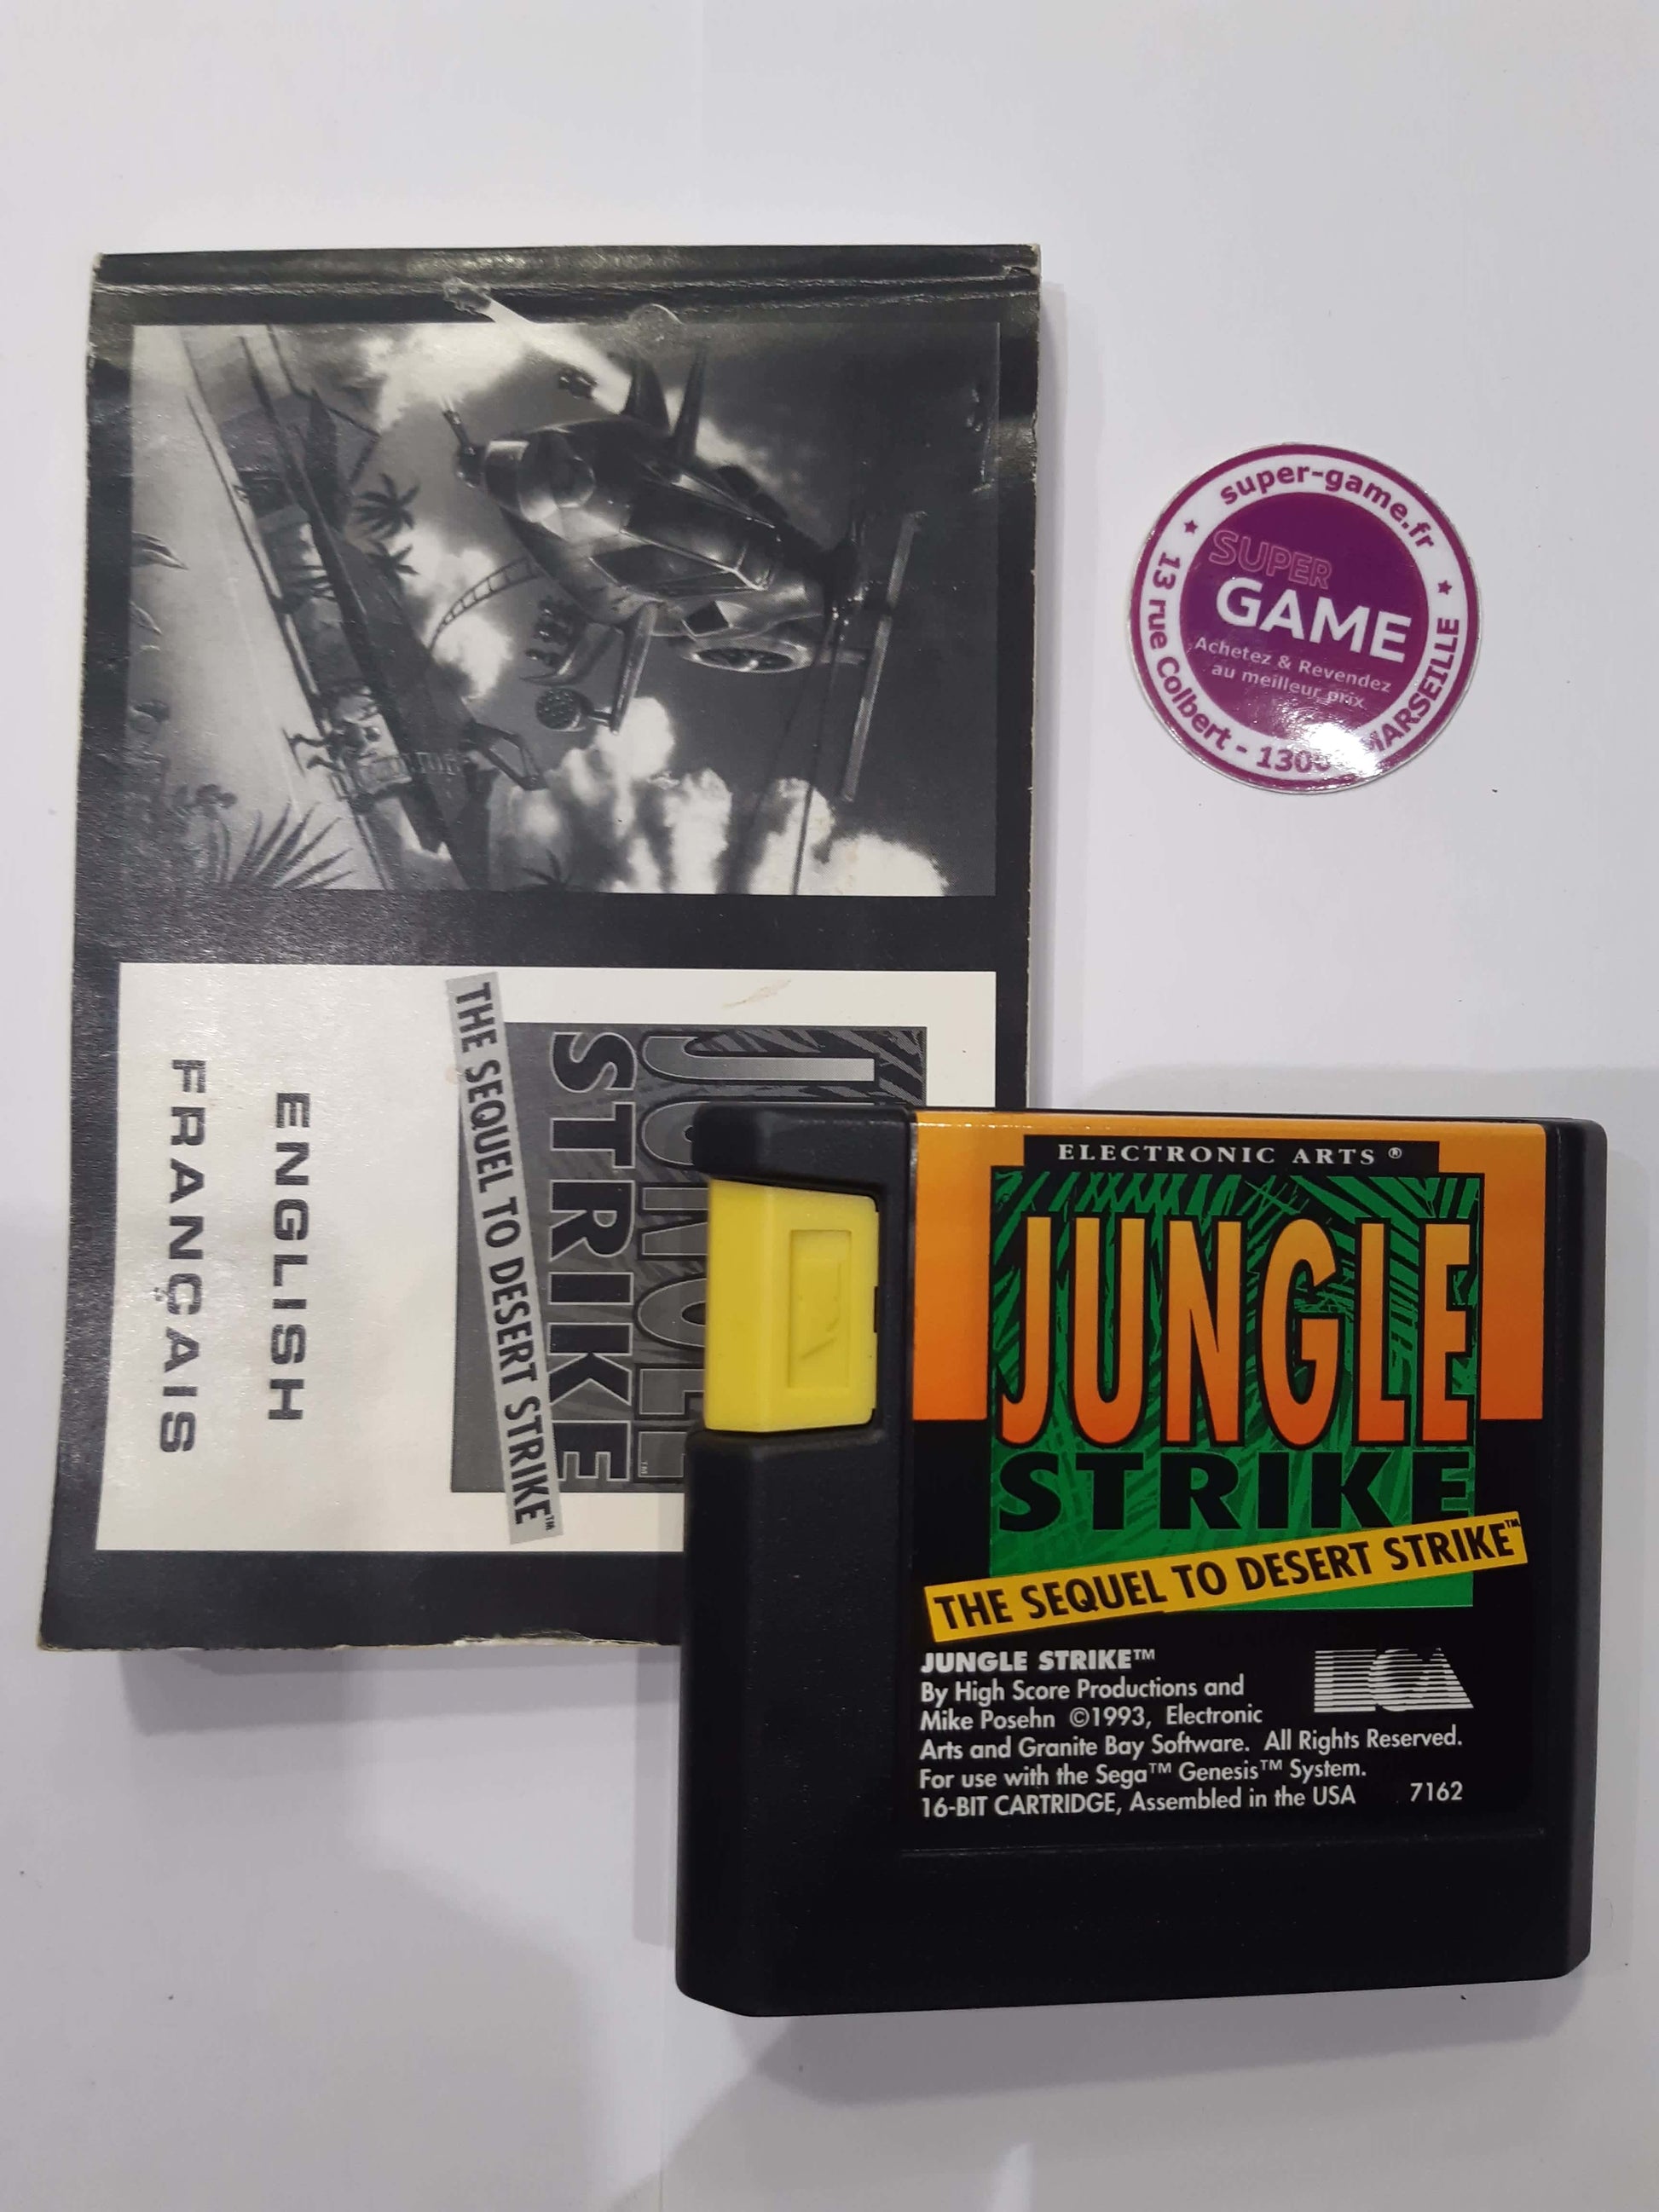 super-game.fr
SUPER
GAME
Achetez & Revendez
au meilleur prix
13 rue Colbert - MARSEILLE
JUNGLE
STRIKE™
THE SEQUEL TO DESERT STRIKE™
ENGLISH
FRANÇAIS
ELECTRONIC ARTS ®
JUNGLE
STRIKE
THE SEQUEL TO DESERT STRIKE™
JUNGLE STRIKE™
By High Score Productions and
Mike Posehn ©1993, Electronic
Arts and Granite Bay Software. All Rights Reserved.
For use with the Sega™ Genesis™ System.
16-BIT CARTRIDGE, Assembled in the USA 7162
EA